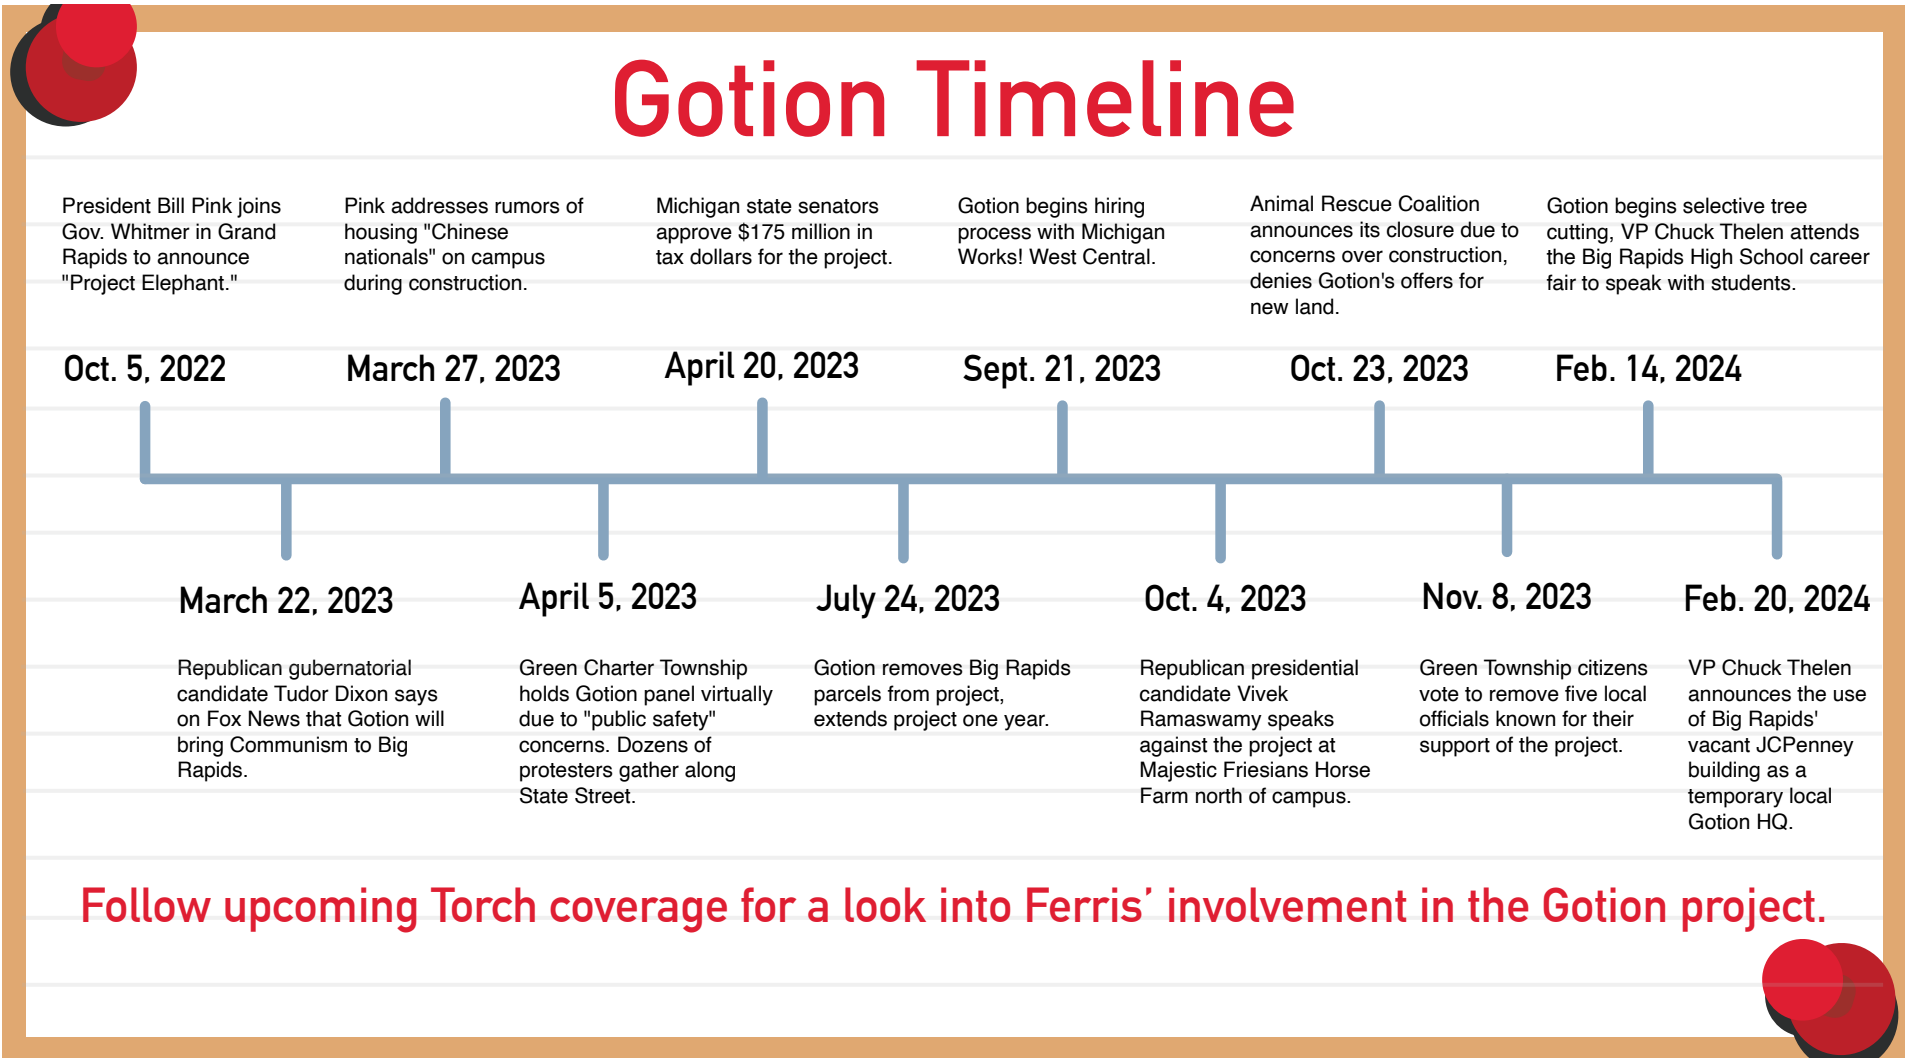 Gotion Timeline
President Bill Pink joins
Gov. Whitmer in Grand
Rapids to announce
"Project Elephant."
Oct. 5, 2022
March 22, 2023
Republican gubernatorial
candidate Tudor Dixon says
on Fox News that Gotion will
bring Communism to Big
Rapids.
Pink addresses rumors of
housing "Chinese
nationals" on campus
during construction.
March 27, 2023
April 5, 2023
Green Charter Township
holds Gotion panel virtually
due to "public safety"
concerns. Dozens of
protesters gather along
State Street.
Michigan state senators
approve $175 million in
tax dollars for the project.
April 20, 2023
July 24, 2023
Gotion removes Big Rapids
parcels from project,
extends project one year.
Gotion begins hiring
process with Michigan
Works! West Central.
Sept. 21, 2023
Oct. 4, 2023
Republican presidential
candidate Vivek
Ramaswamy speaks
against the project at
Majestic Friesians Horse
Farm north of campus.
Animal Rescue Coalition
announces its closure due to
concerns over construction,
denies Gotion's offers for
new land.
Oct. 23, 2023
Nov. 8, 2023
Green Township citizens
vote to remove five local
officials known for their
support of the project.
Gotion begins selective tree
cutting, VP Chuck Thelen attends
the Big Rapids High School career
fair to speak with students.
Feb. 14, 2024
Feb. 20, 2024
VP Chuck Thelen
announces the use
of Big Rapids'
vacant JCPenney
building as a
temporary local
Gotion HQ.
Follow upcoming Torch coverage for a look into Ferris’ involvement in the Gotion project.